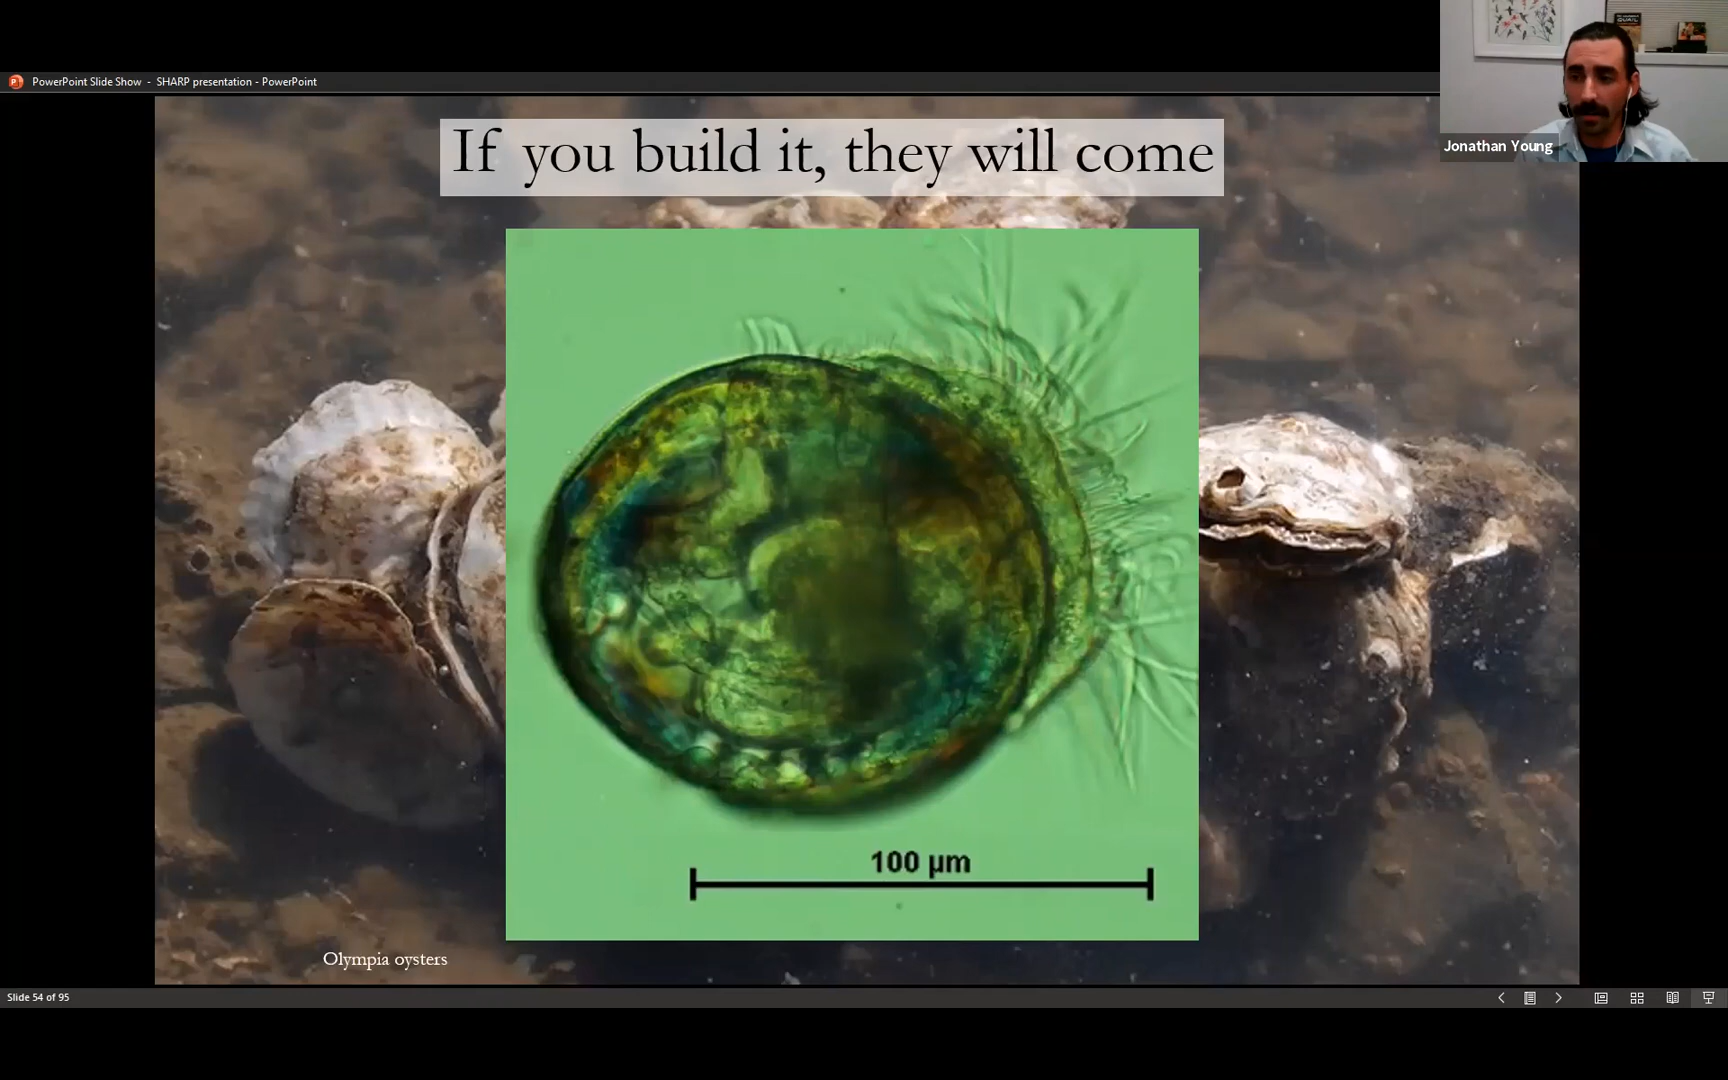 PowerPoint Slide Show - SHARP presentation - PowerPoint
Jonathan Young
If you build it, they will come
100 µm
Olympia oysters
Slide 54 of 95